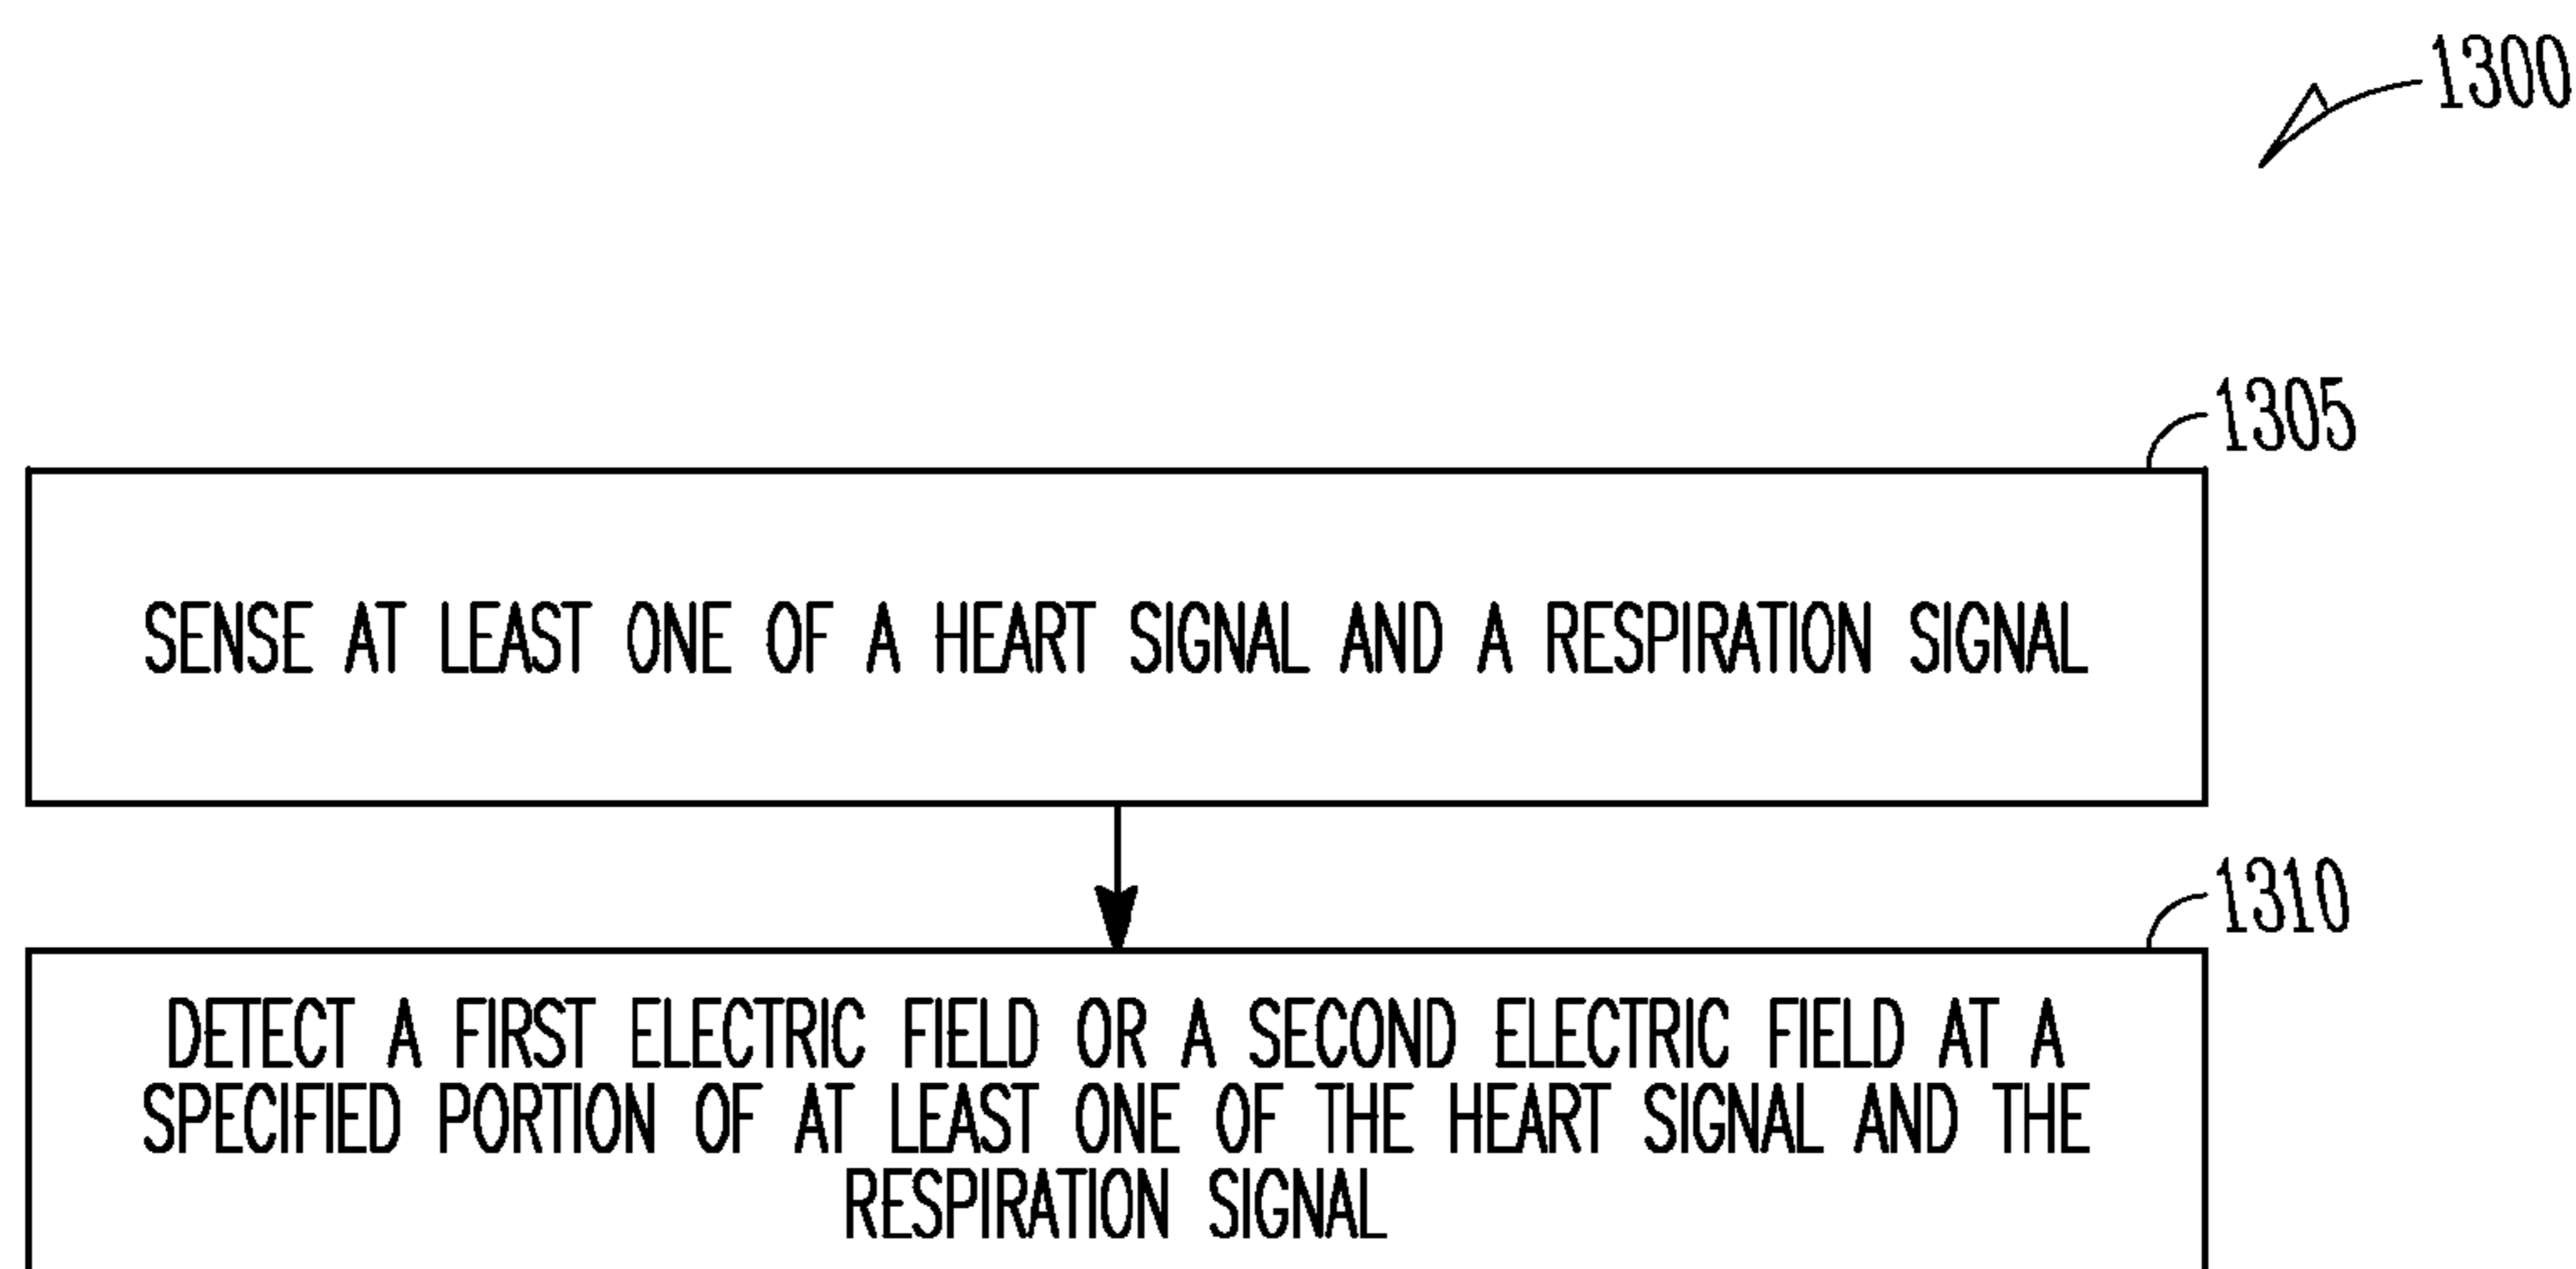 1300
1305
SENSE AT LEAST ONE OF A HEART SIGNAL AND A RESPIRATION SIGNAL
1310
DETECT A FIRST ELECTRIC FIELD OR A SECOND ELECTRIC FIELD AT A
SPECIFIED PORTION OF AT LEAST ONE OF THE HEART SIGNAL AND THE
RESPIRATION SIGNAL